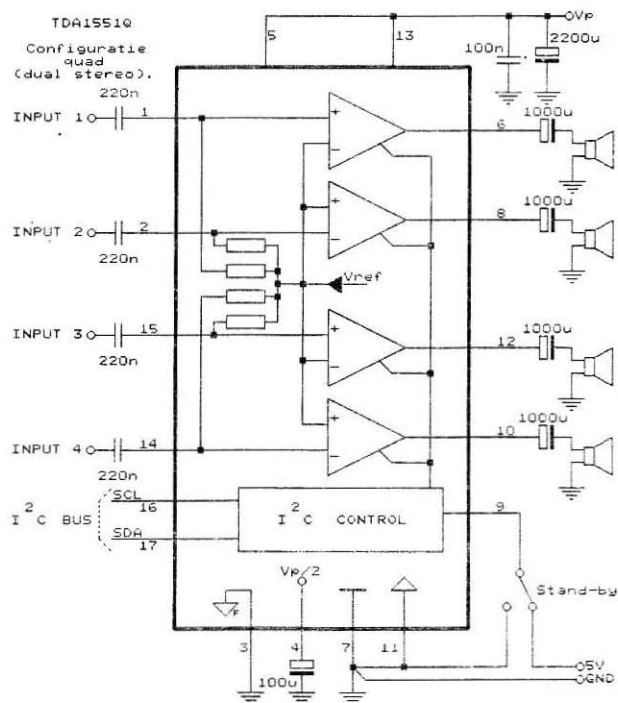 TDA1551Q
Configuratie
quad
(dual stereo).
Vp
5
13
100n
2200u
220n
INPUT 1
1
+
-
6
1000u
INPUT 2
2
220n
+
-
8
1000u
Vref
INPUT 3
15
220n
+
-
12
1000u
INPUT 4
14
220n
+
-
10
1000u
I²C BUS
SCL
16
SDA
17
I²C CONTROL
9
Vp/2
F
Stand-by
3
4
7
11
100u
5V
GND